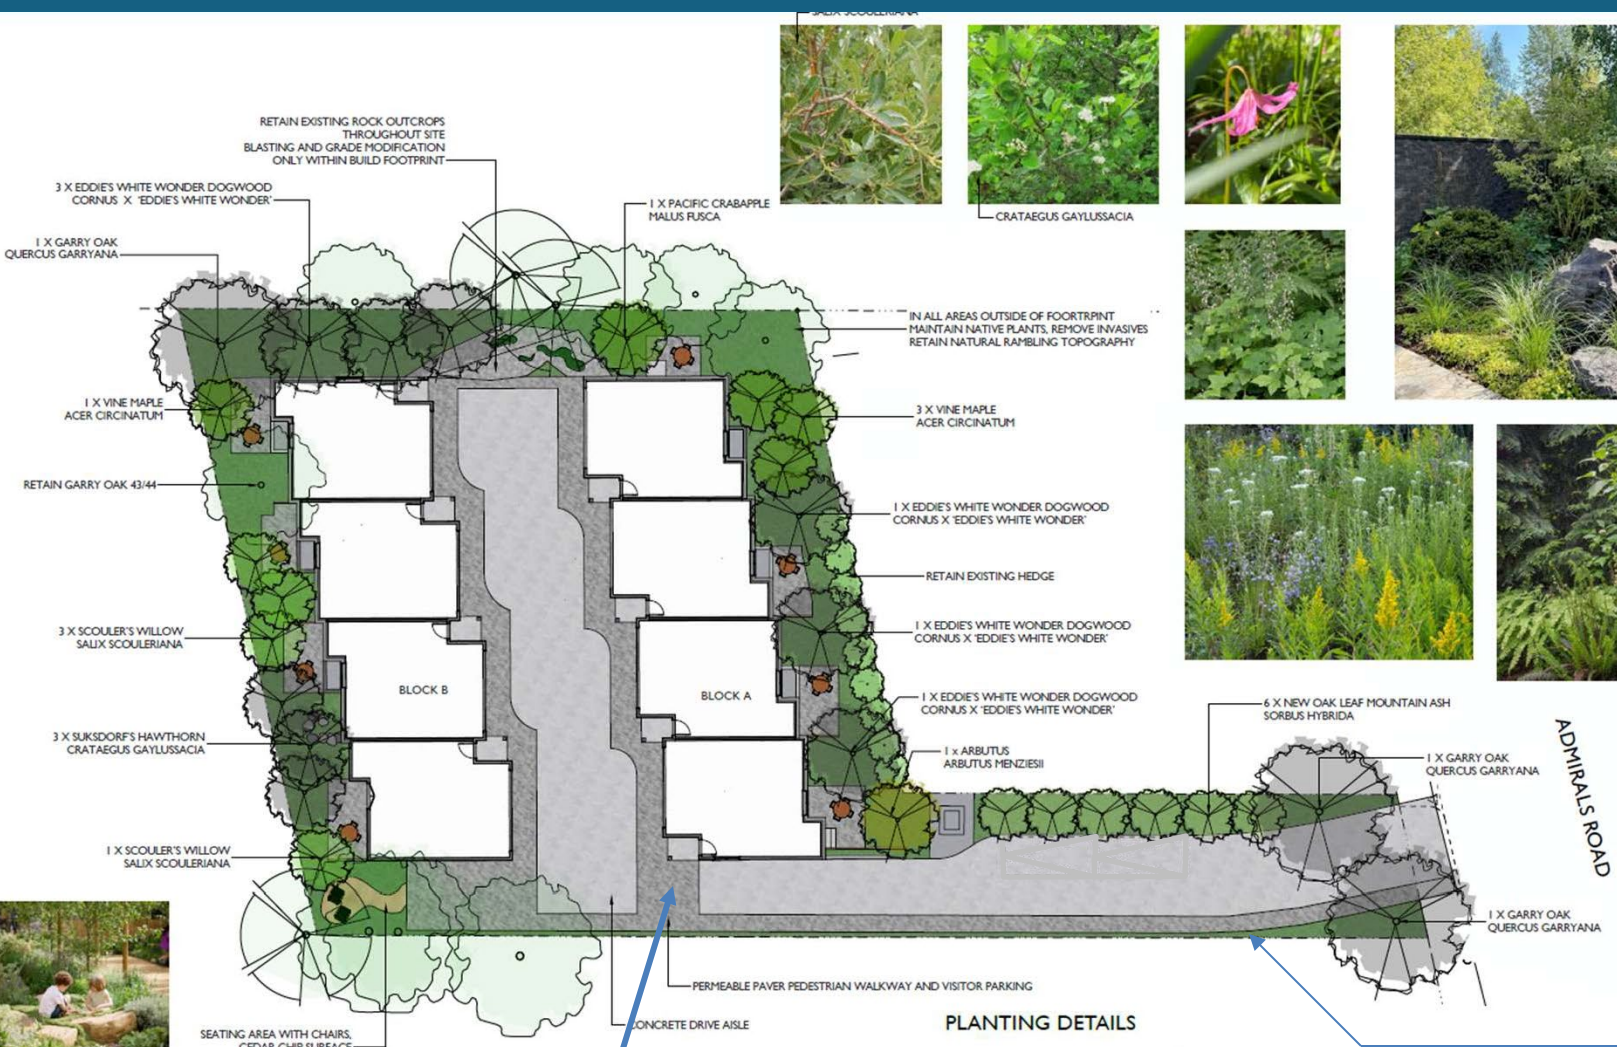 SALIX SCOULERIANA
CRATAEGUS GAYLUSSACIA
RETAIN EXISTING ROCK OUTCROPS
THROUGHOUT SITE
BLASTING AND GRADE MODIFICATION
ONLY WITHIN BUILD FOOTPRINT
3 X EDDIE'S WHITE WONDER DOGWOOD
CORNUS X 'EDDIE'S WHITE WONDER'
1 X GARRY OAK
QUERCUS GARRYANA
1 X PACIFIC CRABAPPLE
MALUS FUSCA
IN ALL AREAS OUTSIDE OF FOORTRPINT
MAINTAIN NATIVE PLANTS, REMOVE INVASIVES
RETAIN NATURAL RAMBLING TOPOGRAPHY
1 X VINE MAPLE
ACER CIRCINATUM
3 X VINE MAPLE
ACER CIRCINATUM
RETAIN GARRY OAK 43/44
1 X EDDIE'S WHITE WONDER DOGWOOD
CORNUS X 'EDDIE'S WHITE WONDER'
RETAIN EXISTING HEDGE
3 X SCOULER'S WILLOW
SALIX SCOULERIANA
1 X EDDIE'S WHITE WONDER DOGWOOD
CORNUS X 'EDDIE'S WHITE WONDER'
BLOCK B
BLOCK A
1 X EDDIE'S WHITE WONDER DOGWOOD
CORNUS X 'EDDIE'S WHITE WONDER'
6 X NEW OAK LEAF MOUNTAIN ASH
SORBUS HYBRIDA
3 X SUKSDORF'S HAWTHORN
CRATAEGUS GAYLUSSACIA
1 x ARBUTUS
ARBUTUS MENZIESII
1 X GARRY OAK
QUERCUS GARRYANA
ADMIRALS ROAD
1 X SCOULER'S WILLOW
SALIX SCOULERIANA
1 X GARRY OAK
QUERCUS GARRYANA
PERMEABLE PAVER PEDESTRIAN WALKWAY AND VISITOR PARKING
CONCRETE DRIVE AISLE
PLANTING DETAILS
SEATING AREA WITH CHAIRS,
CEDAR CHIP SURFACE